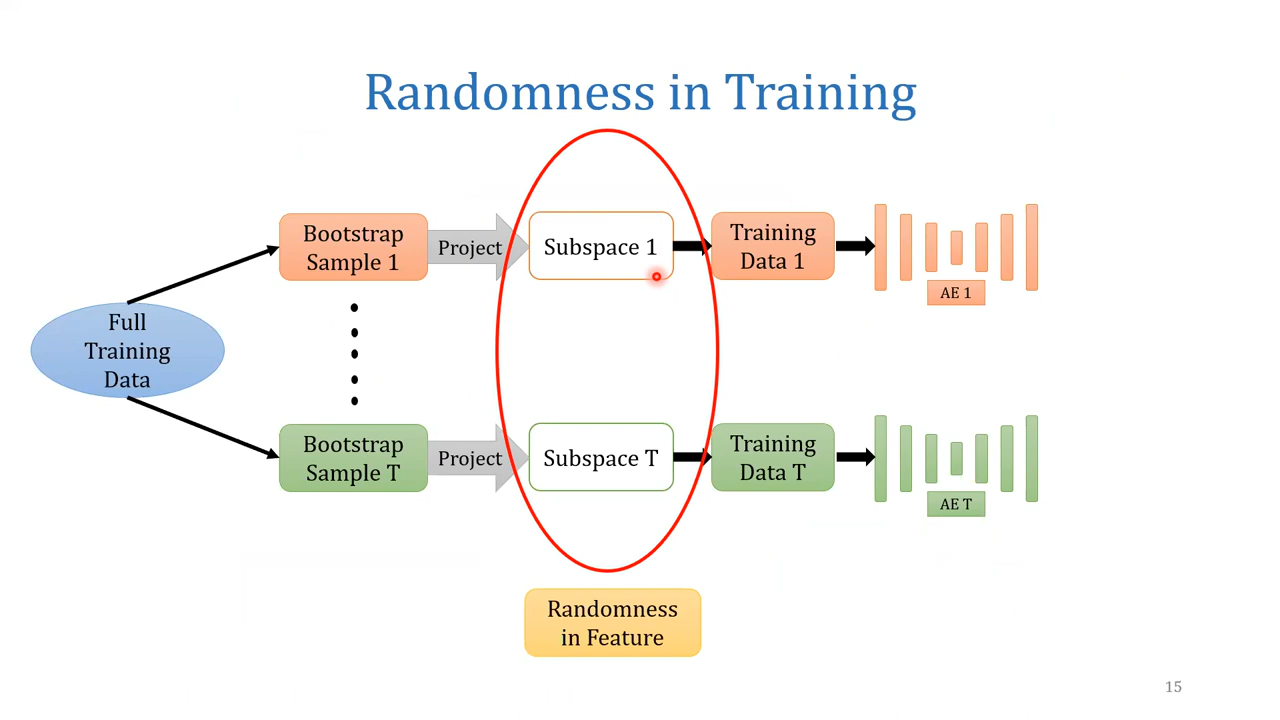 Randomness in Training
Bootstrap
Sample 1
Project
Subspace 1
Training
Data 1
AE 1
Full
Training
Data
Bootstrap
Sample T
Project
Subspace T
Training
Data T
AE T
Randomness
in Feature
15